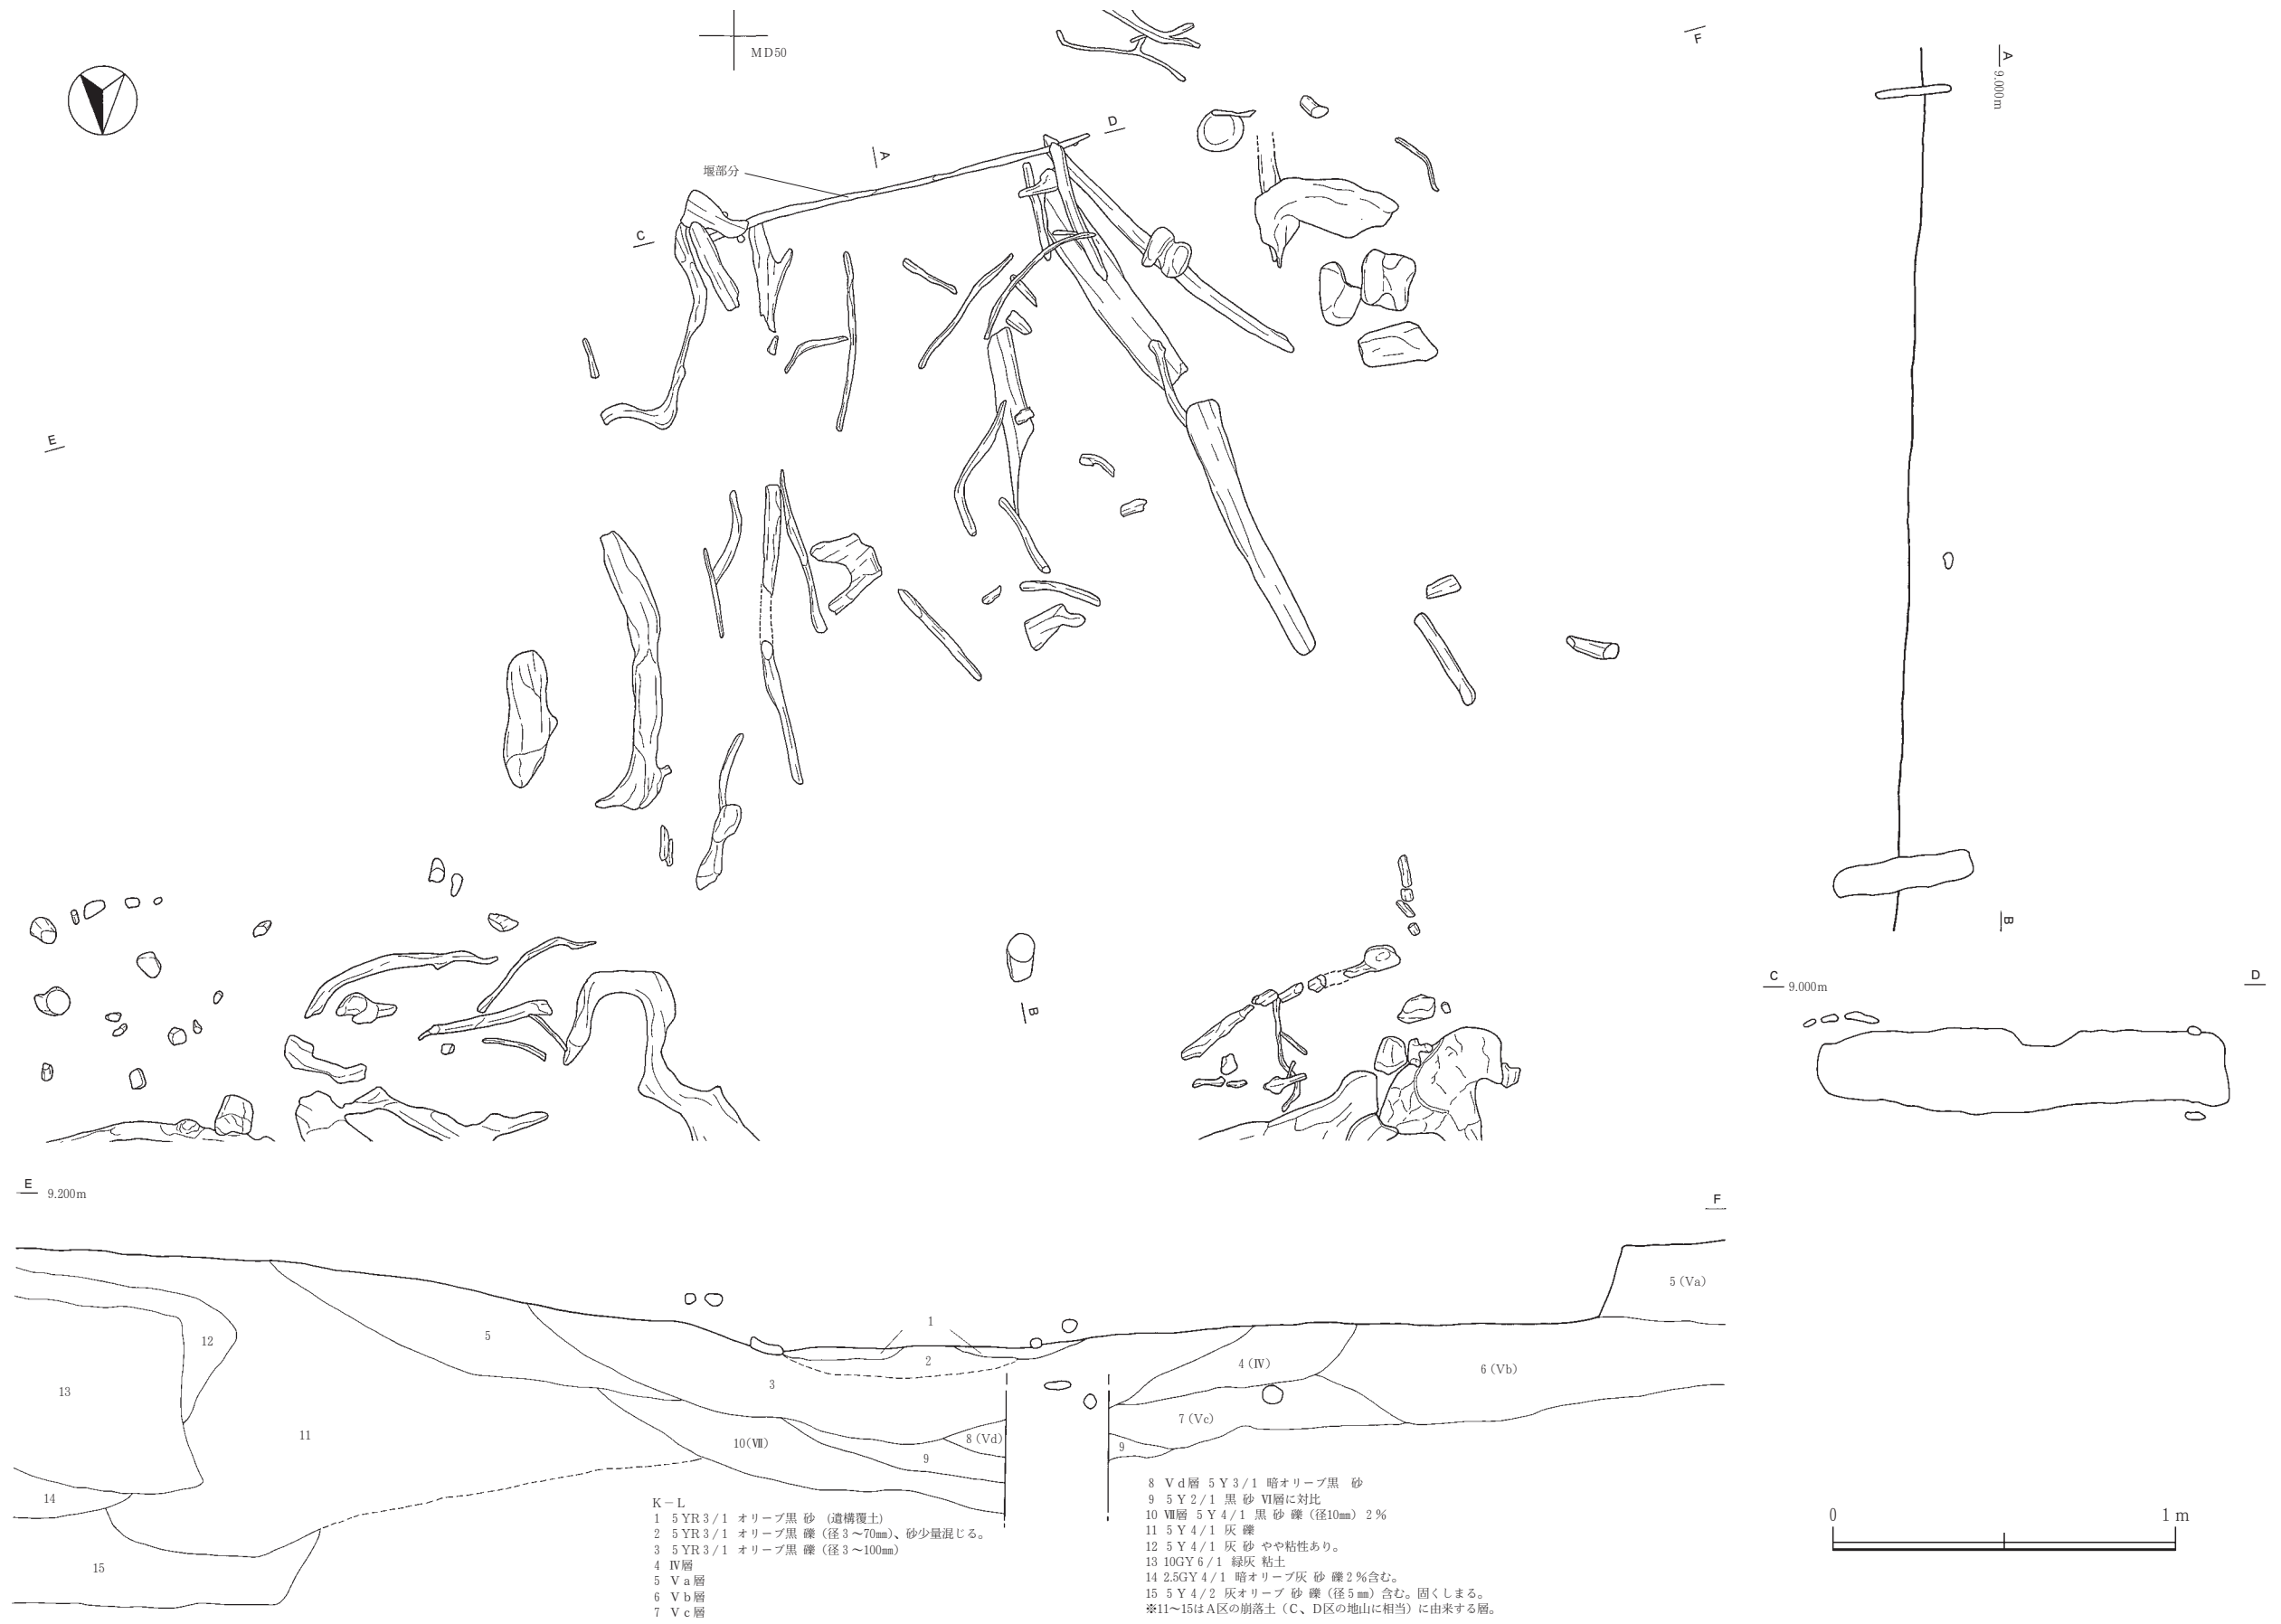 MD50
F
A
9.000m
D
A
堰部分
C
E
B
B
C
9.000m
D
E
9.200m
F
5 (Va)
1
5
12
2
4 (Ⅳ)
6 (Vb)
3
13
7 (Vc)
11
10(Ⅶ)
8 (Vd)
9
9
14
15
K－L
1 5YR3/1 オリーブ黒 砂 (遺構覆土)
2 5YR3/1 オリーブ黒 礫（径3～70㎜）、砂少量混じる。
3 5YR3/1 オリーブ黒 礫（径3～100㎜）
4 Ⅳ層
5 Va層
6 Vb層
7 Vc層
8 Vd層 5Y3/1 暗オリーブ黒 砂
9 5Y2/1 黒 砂 Ⅵ層に対比
10 Ⅶ層 5Y4/1 黒 砂 礫（径10㎜）2％
11 5Y4/1 灰 礫
12 5Y4/1 灰 砂 やや粘性あり。
13 10GY6/1 緑灰 粘土
14 2.5GY4/1 暗オリーブ灰 砂 礫2％含む。
15 5Y4/2 灰オリーブ 砂 礫（径5㎜）含む。固くしまる。
※11～15はA区の崩落土（C、D区の地山に相当）に由来する層。
0 1m